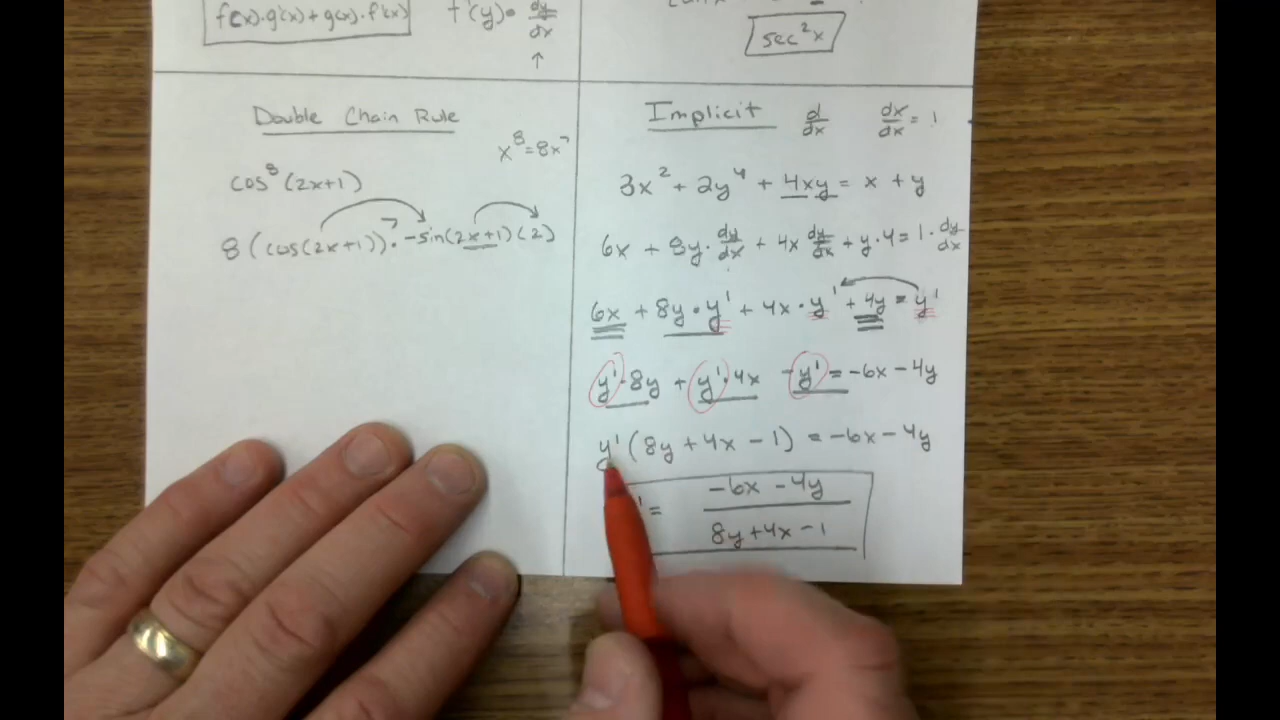 f(x)·g'(x)+g(x)·f'(x)
f'(y)· dy/dx
↑
sec²x
Double Chain Rule
x⁸=8x⁷
cos⁸(2x+1)
8(cos(2x+1))⁷·-sin(2x+1)(2)
Implicit d/dx dx/dx = 1
3x² + 2y⁴ + 4xy = x + y
6x + 8y· dy/dx + 4x dy/dx + y·4 = 1· dy/dx
6x + 8y·y' + 4x·y' + 4y = y'
y'·8y + y'·4x - y' = -6x - 4y
y'(8y + 4x - 1) = -6x - 4y
' = -6x - 4y
8y + 4x - 1